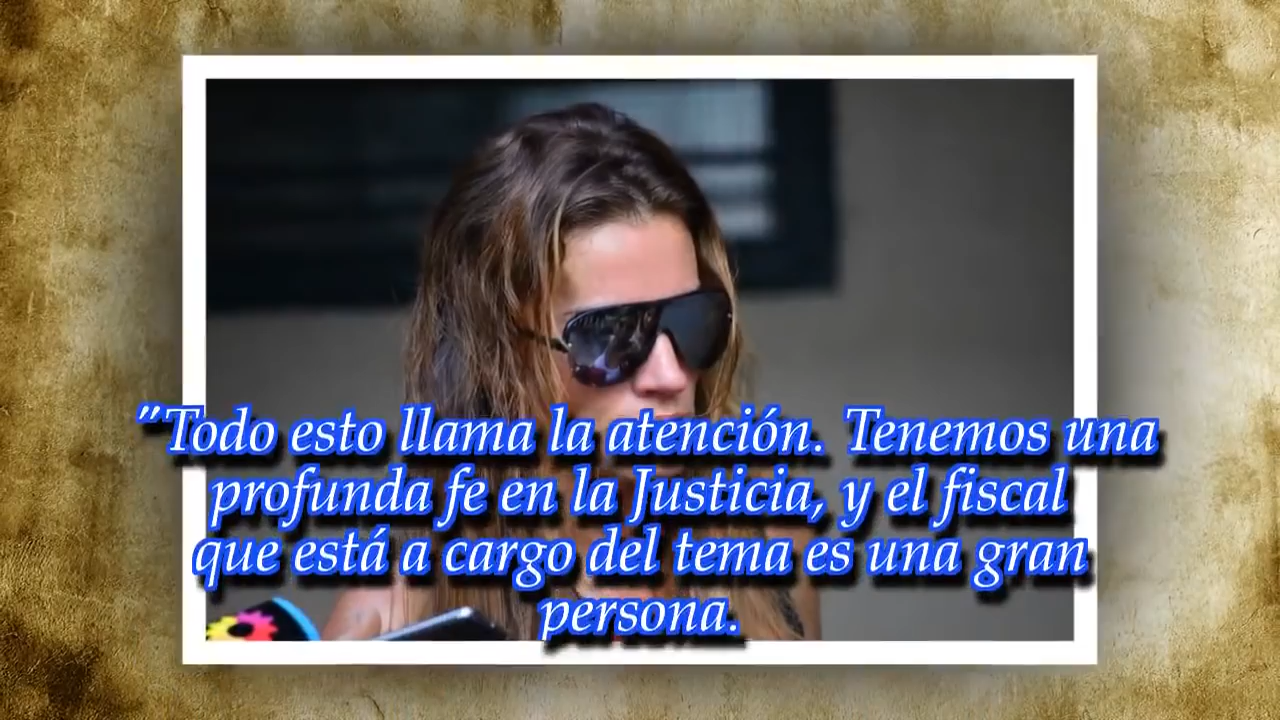 "Todo esto llama la atención. Tenemos una
profunda fe en la Justicia, y el fiscal
que está a cargo del tema es una gran
persona.